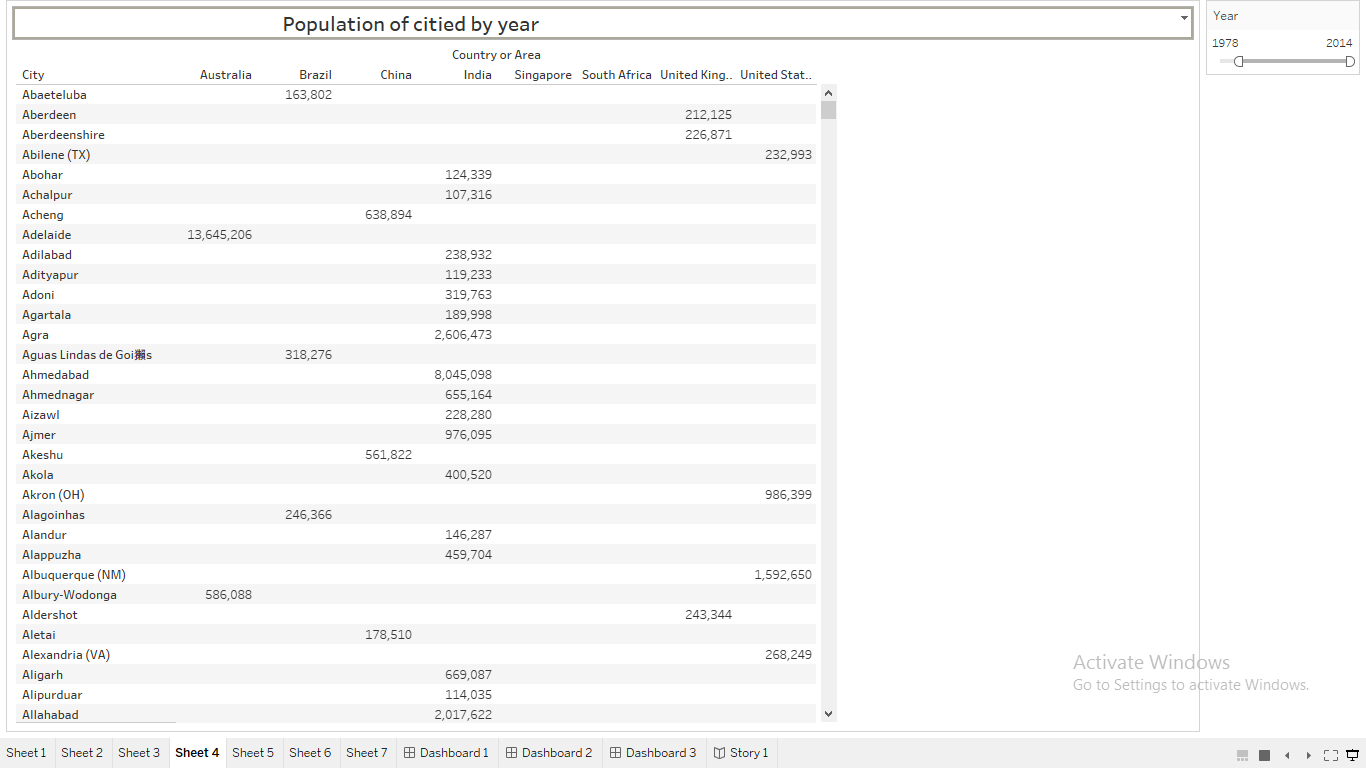 Population of citied by year
Year
1978 2014
Country or Area
City Australia Brazil China India Singapore South Africa United King.. United Stat..
Abaeteluba 163,802
Aberdeen 212,125
Aberdeenshire 226,871
Abilene (TX) 232,993
Abohar 124,339
Achalpur 107,316
Acheng 638,894
Adelaide 13,645,206
Adilabad 238,932
Adityapur 119,233
Adoni 319,763
Agartala 189,998
Agra 2,606,473
Aguas Lindas de Goi獺s 318,276
Ahmedabad 8,045,098
Ahmednagar 655,164
Aizawl 228,280
Ajmer 976,095
Akeshu 561,822
Akola 400,520
Akron (OH) 986,399
Alagoinhas 246,366
Alandur 146,287
Alappuzha 459,704
Albuquerque (NM) 1,592,650
Albury-Wodonga 586,088
Aldershot 243,344
Aletai 178,510
Alexandria (VA) 268,249
Aligarh 669,087
Alipurduar 114,035
Allahabad 2,017,622
Activate Windows
Go to Settings to activate Windows.
Sheet 1 Sheet 2 Sheet 3 Sheet 4 Sheet 5 Sheet 6 Sheet 7 Dashboard 1 Dashboard 2 Dashboard 3 Story 1